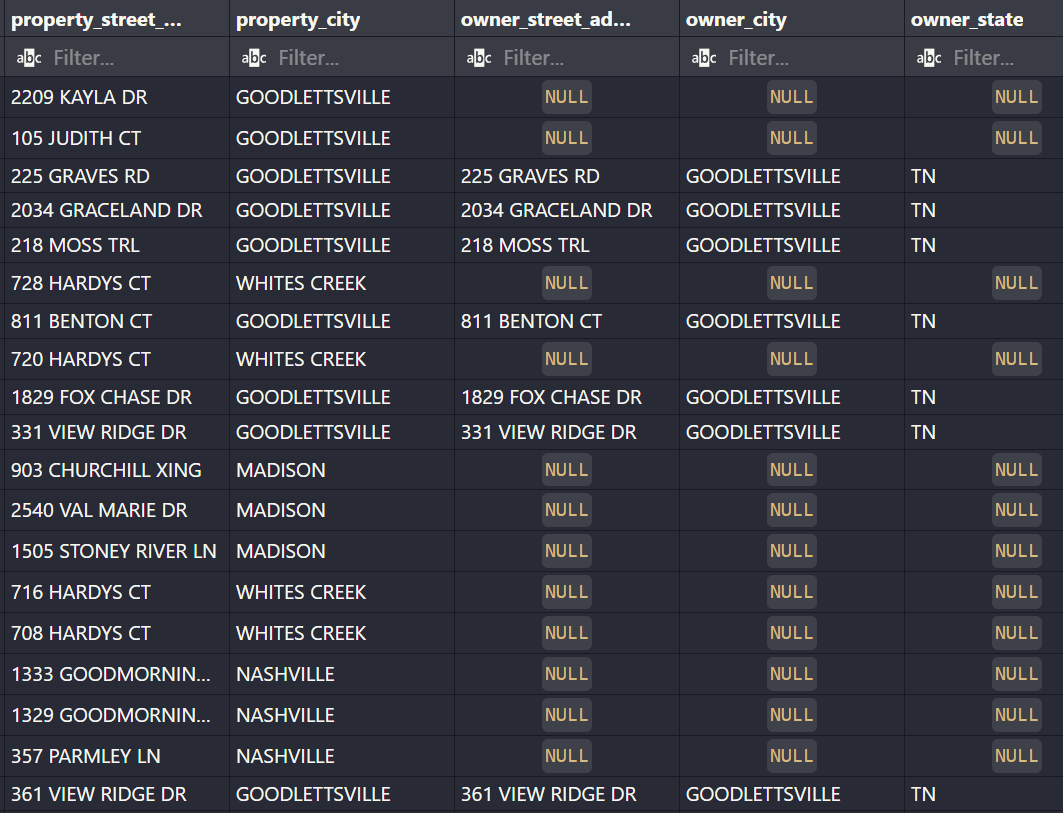 property_street_... property_city owner_street_ad... owner_city owner_state
abc Filter... abc Filter... abc Filter... abc Filter... abc Filter...
2209 KAYLA DR GOODLETTSVILLE NULL NULL NULL
105 JUDITH CT GOODLETTSVILLE NULL NULL NULL
225 GRAVES RD GOODLETTSVILLE 225 GRAVES RD GOODLETTSVILLE TN
2034 GRACELAND DR GOODLETTSVILLE 2034 GRACELAND DR GOODLETTSVILLE TN
218 MOSS TRL GOODLETTSVILLE 218 MOSS TRL GOODLETTSVILLE TN
728 HARDYS CT WHITES CREEK NULL NULL NULL
811 BENTON CT GOODLETTSVILLE 811 BENTON CT GOODLETTSVILLE TN
720 HARDYS CT WHITES CREEK NULL NULL NULL
1829 FOX CHASE DR GOODLETTSVILLE 1829 FOX CHASE DR GOODLETTSVILLE TN
331 VIEW RIDGE DR GOODLETTSVILLE 331 VIEW RIDGE DR GOODLETTSVILLE TN
903 CHURCHILL XING MADISON NULL NULL NULL
2540 VAL MARIE DR MADISON NULL NULL NULL
1505 STONEY RIVER LN MADISON NULL NULL NULL
716 HARDYS CT WHITES CREEK NULL NULL NULL
708 HARDYS CT WHITES CREEK NULL NULL NULL
1333 GOODMORNIN... NASHVILLE NULL NULL NULL
1329 GOODMORNIN... NASHVILLE NULL NULL NULL
357 PARMLEY LN NASHVILLE NULL NULL NULL
361 VIEW RIDGE DR GOODLETTSVILLE 361 VIEW RIDGE DR GOODLETTSVILLE TN